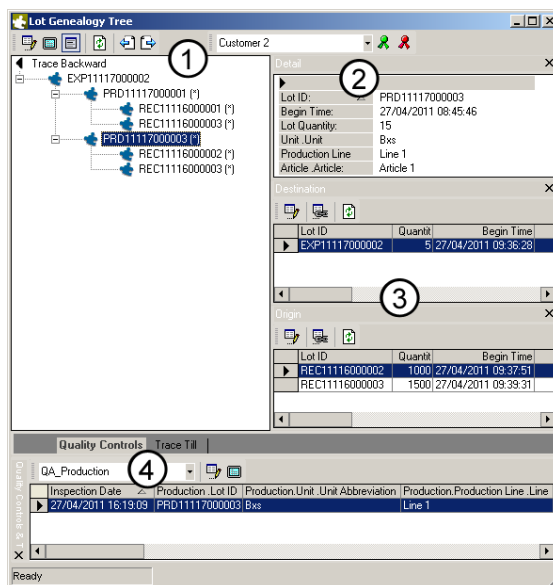 Lot Genealogy Tree
Customer 2
1
Trace Backward
EXP11117000002
PRD11117000001 (*)
REC11116000001 (*)
REC11116000003 (*)
PRD11117000003 (*)
REC11116000002 (*)
REC11116000003 (*)
Detail
2
Lot ID: PRD11117000003
Begin Time: 27/04/2011 08:45:46
Lot Quantity: 15
Unit .Unit Bxs
Production Line Line 1
Article .Article: Article 1
Destination
Lot ID Quantit Begin Time
EXP11117000002 5 27/04/2011 09:36:28
3
Origin
Lot ID Quantit Begin Time
REC11116000002 1000 27/04/2011 09:37:51
REC11116000003 1500 27/04/2011 09:39:31
Quality Controls Trace Till
Quality Controls & T
4
QA_Production
Inspection Date Production .Lot ID Production.Unit .Unit Abbreviation Production.Production Line .Line
27/04/2011 16:19:09 PRD11117000003 Bxs Line 1
Ready